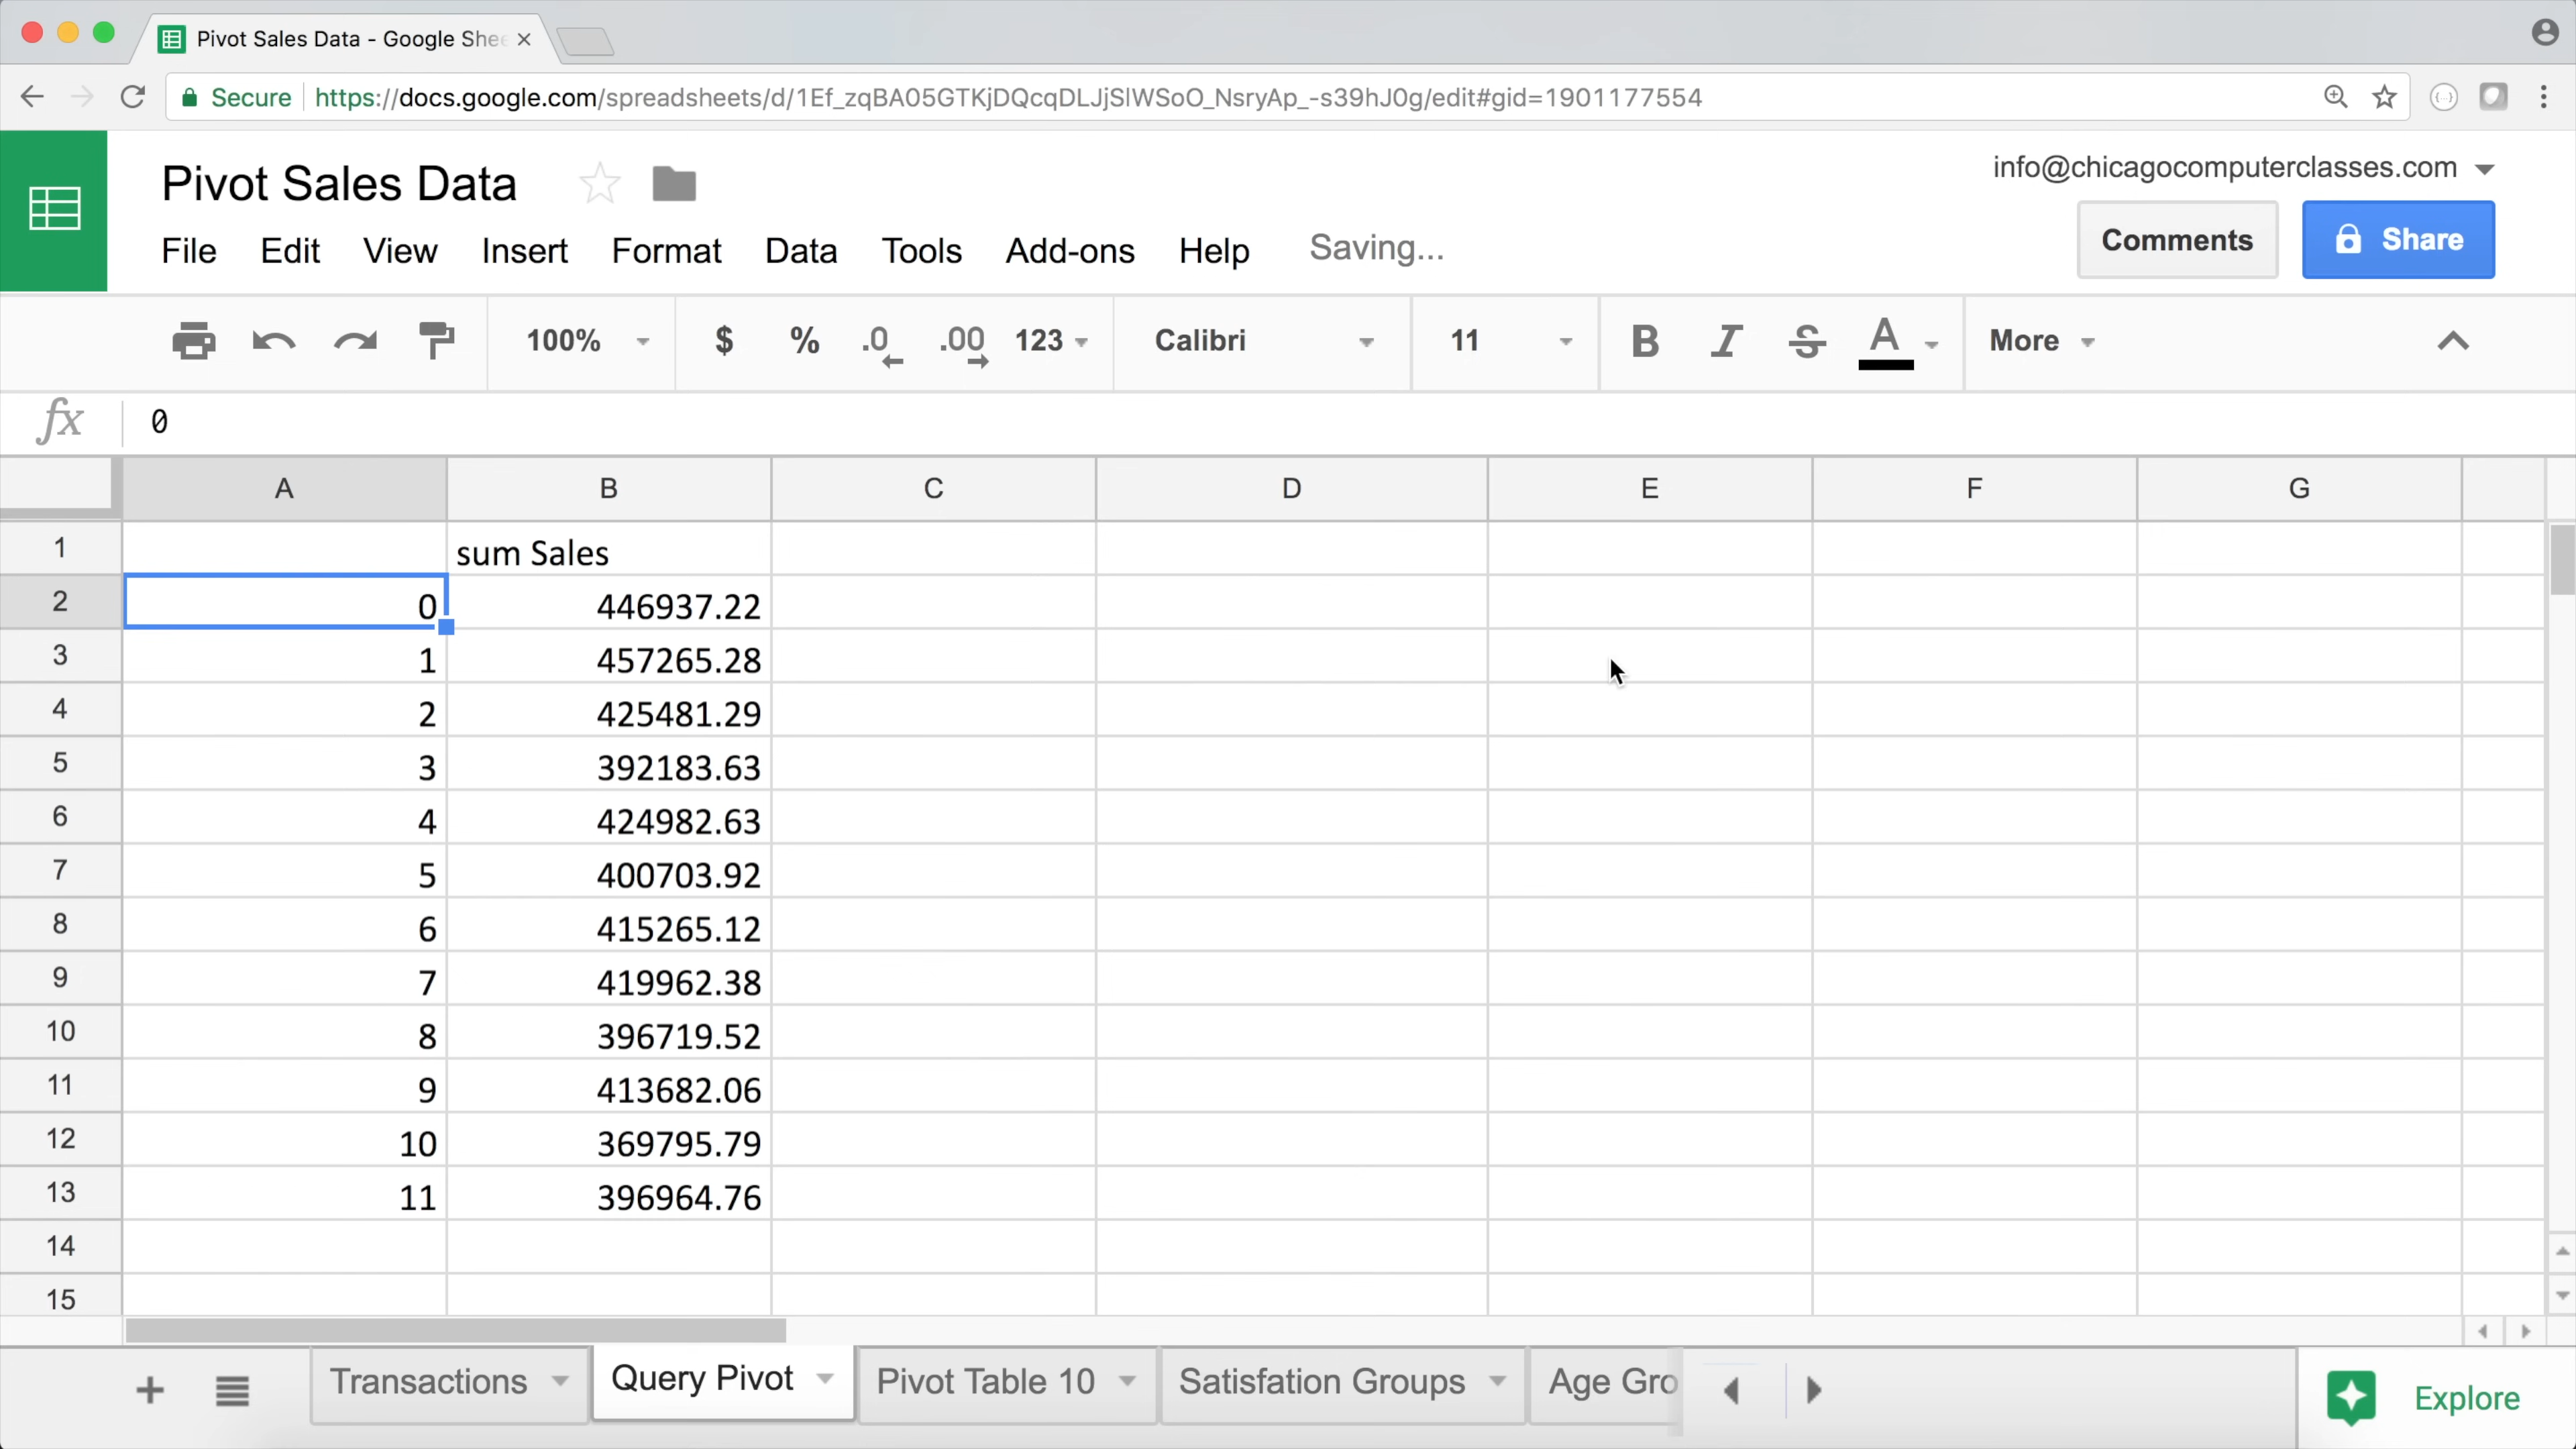 Pivot Sales Data - Google Shee
Secure https://docs.google.com/spreadsheets/d/1Ef_zqBA05GTKjDQcqDLJjSlWSoO_NsryAp_-s39hJ0g/edit#gid=1901177554
Pivot Sales Data
info@chicagocomputerclasses.com
File Edit View Insert Format Data Tools Add-ons Help Saving...
Comments Share
100% $ % .0 .00 123 Calibri 11 B I S A More
fx 0
A B C D E F G
1 sum Sales
2 0 446937.22
3 1 457265.28
4 2 425481.29
5 3 392183.63
6 4 424982.63
7 5 400703.92
8 6 415265.12
9 7 419962.38
10 8 396719.52
11 9 413682.06
12 10 369795.79
13 11 396964.76
14
15
Transactions Query Pivot Pivot Table 10 Satisfation Groups Age Gro Explore